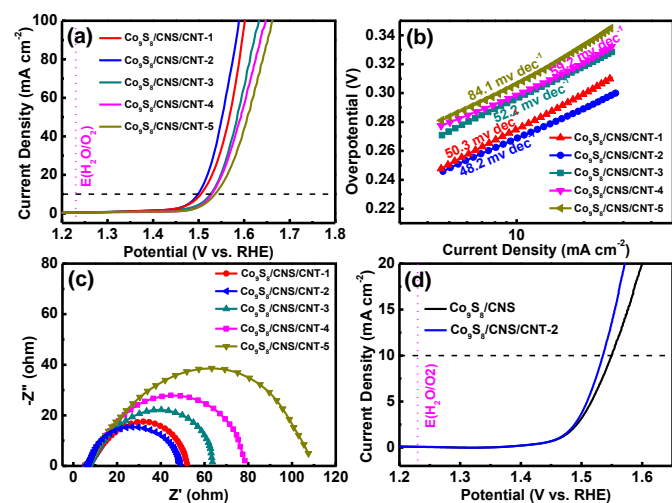 (a)
Co₉S₈/CNS/CNT-1
Co₉S₈/CNS/CNT-2
Co₉S₈/CNS/CNT-3
Co₉S₈/CNS/CNT-4
Co₉S₈/CNS/CNT-5
E(H₂O/O₂)
Current Density (mA cm⁻²)
100
80
60
40
20
0
1.2 1.3 1.4 1.5 1.6 1.7 1.8
Potential (V vs. RHE)
(b)
84.1 mv dec⁻¹
59.2 mv dec⁻¹
52.2 mv dec⁻¹
50.3 mv dec⁻¹
48.2 mv dec⁻¹
Co₉S₈/CNS/CNT-1
Co₉S₈/CNS/CNT-2
Co₉S₈/CNS/CNT-3
Co₉S₈/CNS/CNT-4
Co₉S₈/CNS/CNT-5
Overpotential (V)
0.34
0.32
0.30
0.28
0.26
0.24
0.22
10
Current Density (mA cm⁻²)
(c)
Co₉S₈/CNS/CNT-1
Co₉S₈/CNS/CNT-2
Co₉S₈/CNS/CNT-3
Co₉S₈/CNS/CNT-4
Co₉S₈/CNS/CNT-5
-Z" (ohm)
100
80
60
40
20
0
0 20 40 60 80 100 120
Z' (ohm)
(d)
Co₉S₈/CNS
Co₉S₈/CNS/CNT-2
E(H₂O/O2)
Current Density (mA cm⁻²)
20
15
10
5
0
1.2 1.3 1.4 1.5 1.6
Potential (V vs. RHE)